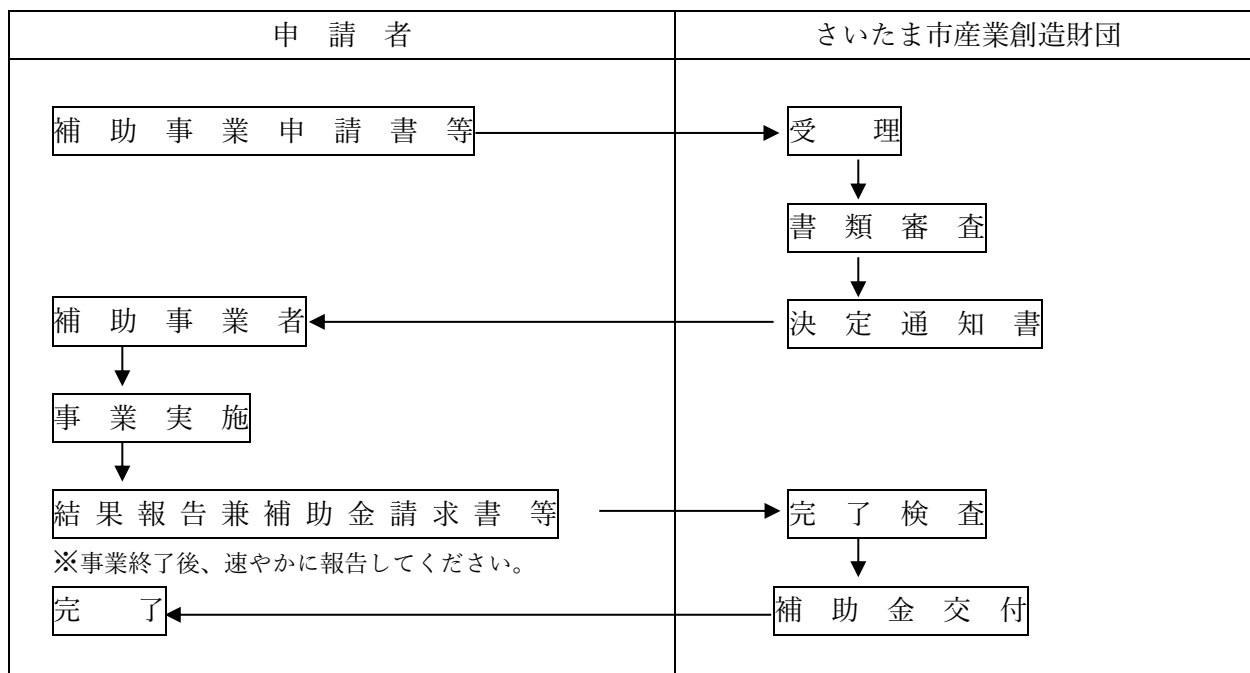 申請者 さいたま市産業創造財団
補助事業申請書等 受理
書類審査
補助事業者 決定通知書
事業実施
結果報告兼補助金請求書等 完了検査
※事業終了後、速やかに報告してください。
完了 補助金交付